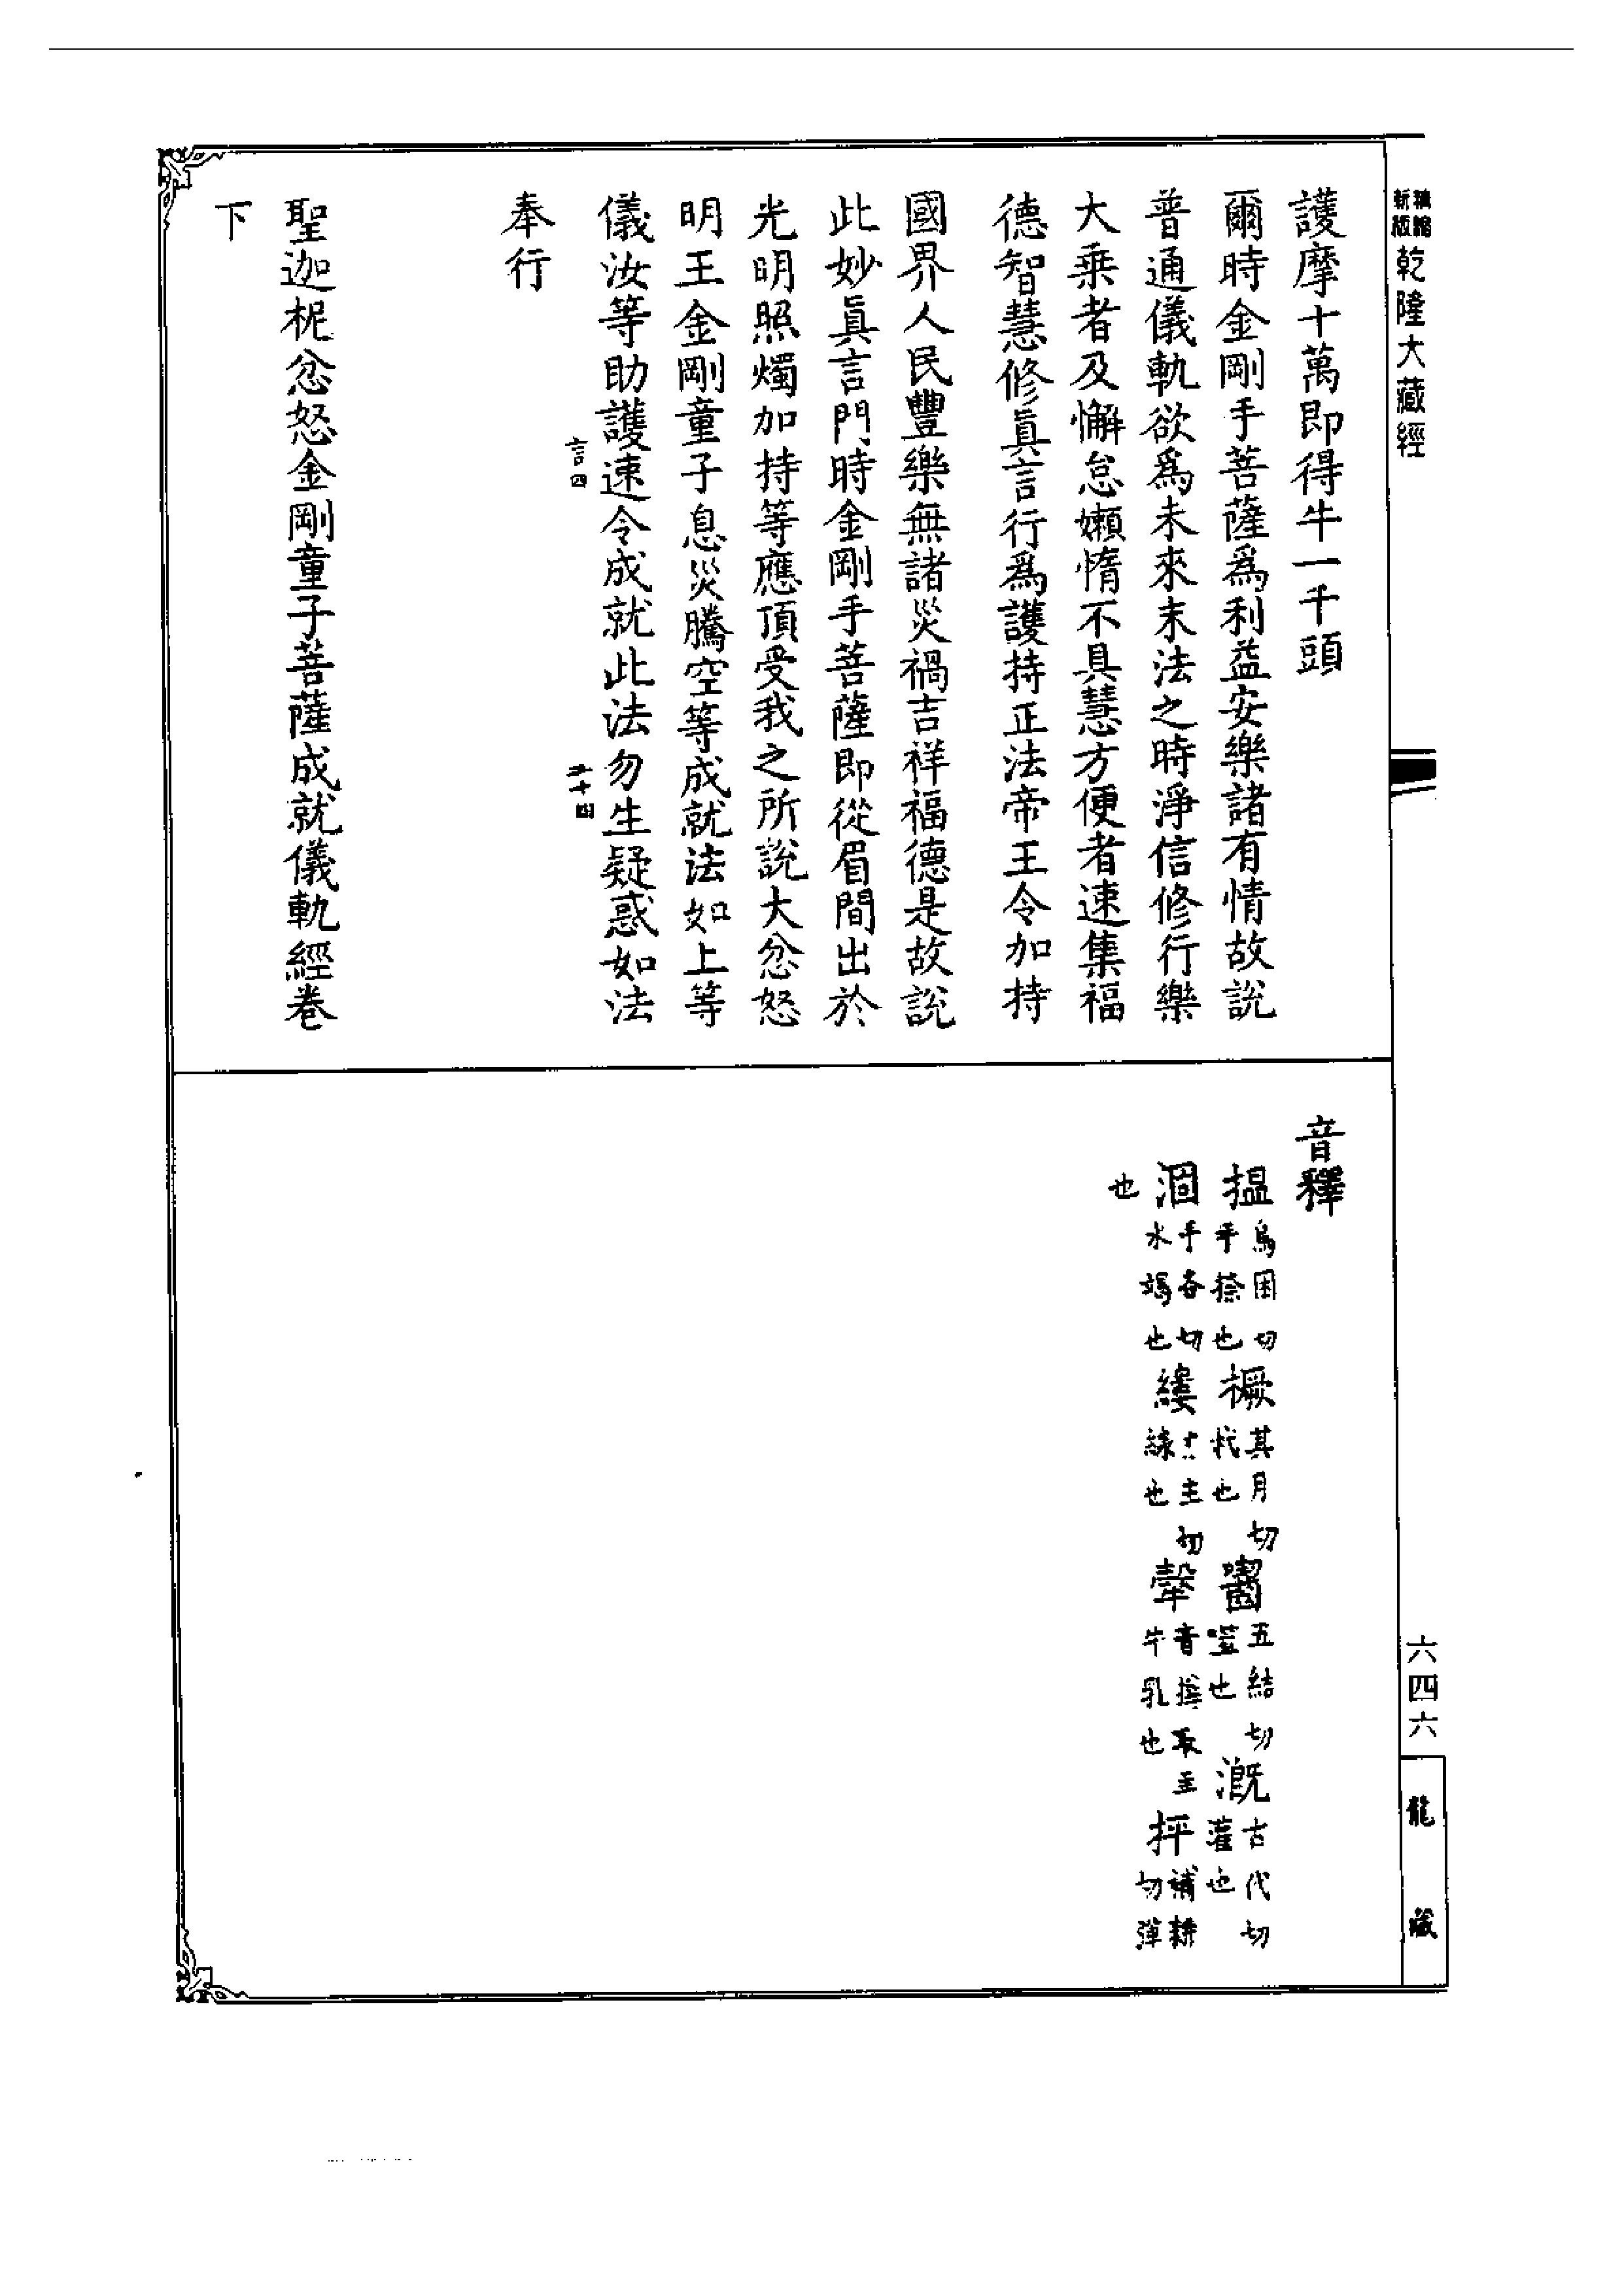 新版
乾隆大藏經
護摩十萬即得牛一千頭
爾時金剛手菩薩爲利益安樂諸有情故說
普通儀軌欲爲未來末法之時淨信修行樂
大乗者及懈怠嬾惰不具慧方便者速集福
德智慧修眞言行爲護持正法帝王令加持
國界人民豐樂無諸災禍吉祥福德是故說
此妙眞言門時金剛手菩薩即從眉間出於
光明照燭加持等應頂受我之所說大忿怒
明王金剛童子息災騰空等成就法如上等
儀汝等助護速令成就此法勿生疑惑如法
言四
二十四
奉行
聖迦柅忿怒金剛童子菩薩成就儀軌經卷
下
音釋
搵烏困切手捺也橛其月切杙也齧五結切噬也溉古代切灌也
涸水竭也縷主切綫也牛乳也抨補耕切彈
也
六四六
龍藏